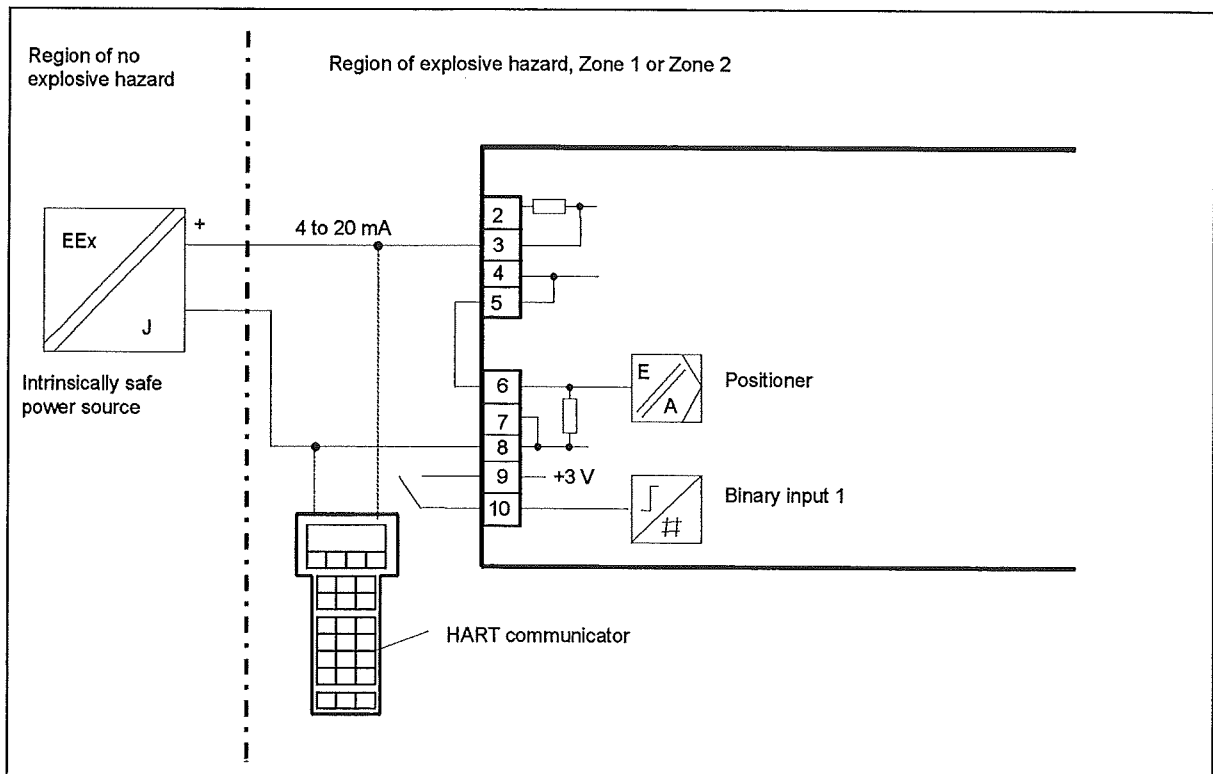 Region of no
explosive hazard
Region of explosive hazard, Zone 1 or Zone 2
EEx
J
+
Intrinsically safe
power source
4 to 20 mA
2
3
4
5
6
7
8
9
10
+3 V
E
A
Positioner
Binary input 1
#
HART communicator